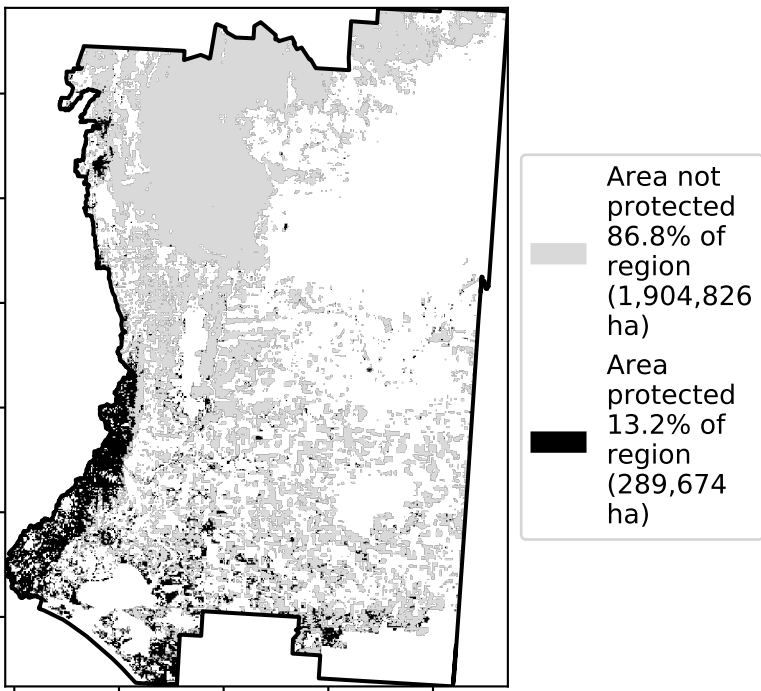 Area not
protected
86.8% of
region
(1,904,826
ha)
Area
protected
13.2% of
region
(289,674
ha)